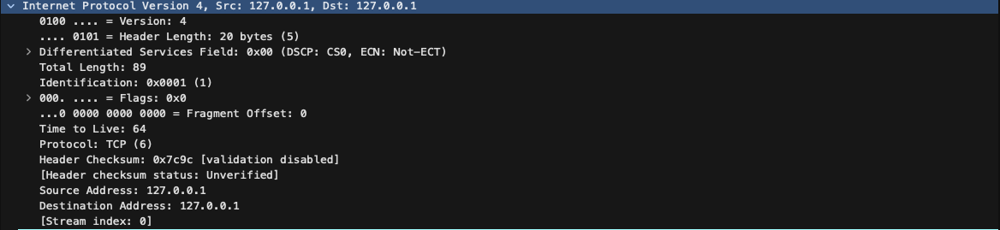 Internet Protocol Version 4, Src: 127.0.0.1, Dst: 127.0.0.1
0100 .... = Version: 4
.... 0101 = Header Length: 20 bytes (5)
Differentiated Services Field: 0x00 (DSCP: CS0, ECN: Not-ECT)
Total Length: 89
Identification: 0x0001 (1)
000. .... = Flags: 0x0
...0 0000 0000 0000 = Fragment Offset: 0
Time to Live: 64
Protocol: TCP (6)
Header Checksum: 0x7c9c [validation disabled]
[Header checksum status: Unverified]
Source Address: 127.0.0.1
Destination Address: 127.0.0.1
[Stream index: 0]